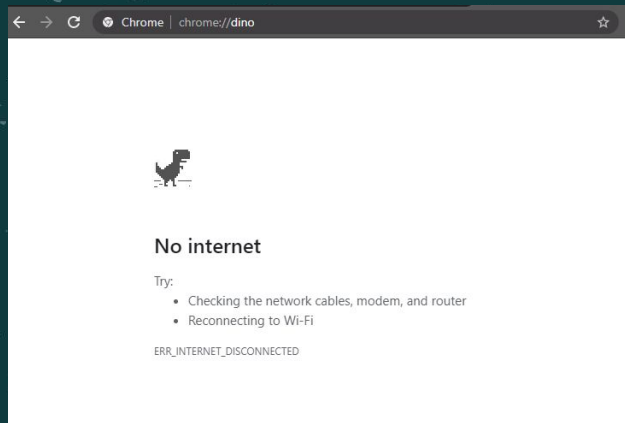 Chrome | chrome://dino
No internet
Try:
• Checking the network cables, modem, and router
• Reconnecting to Wi-Fi
ERR_INTERNET_DISCONNECTED